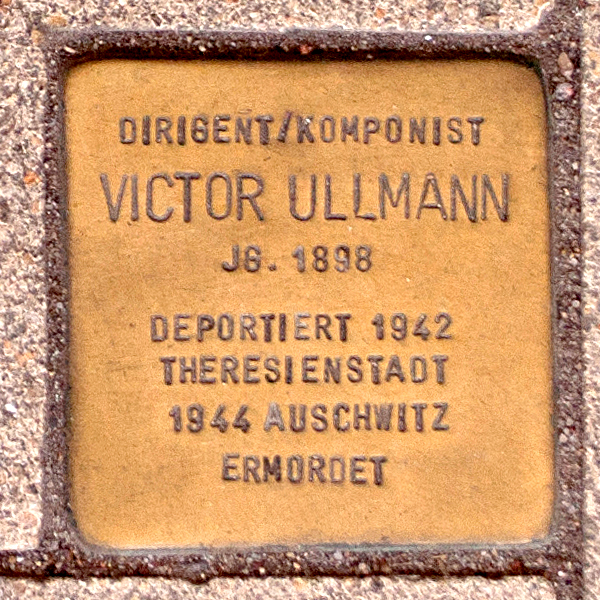 DIRIGENT/KOMPONIST
VICTOR ULLMANN
JG. 1898
DEPORTIERT 1942
THERESIENSTADT
1944 AUSCHWITZ
ERMORDET